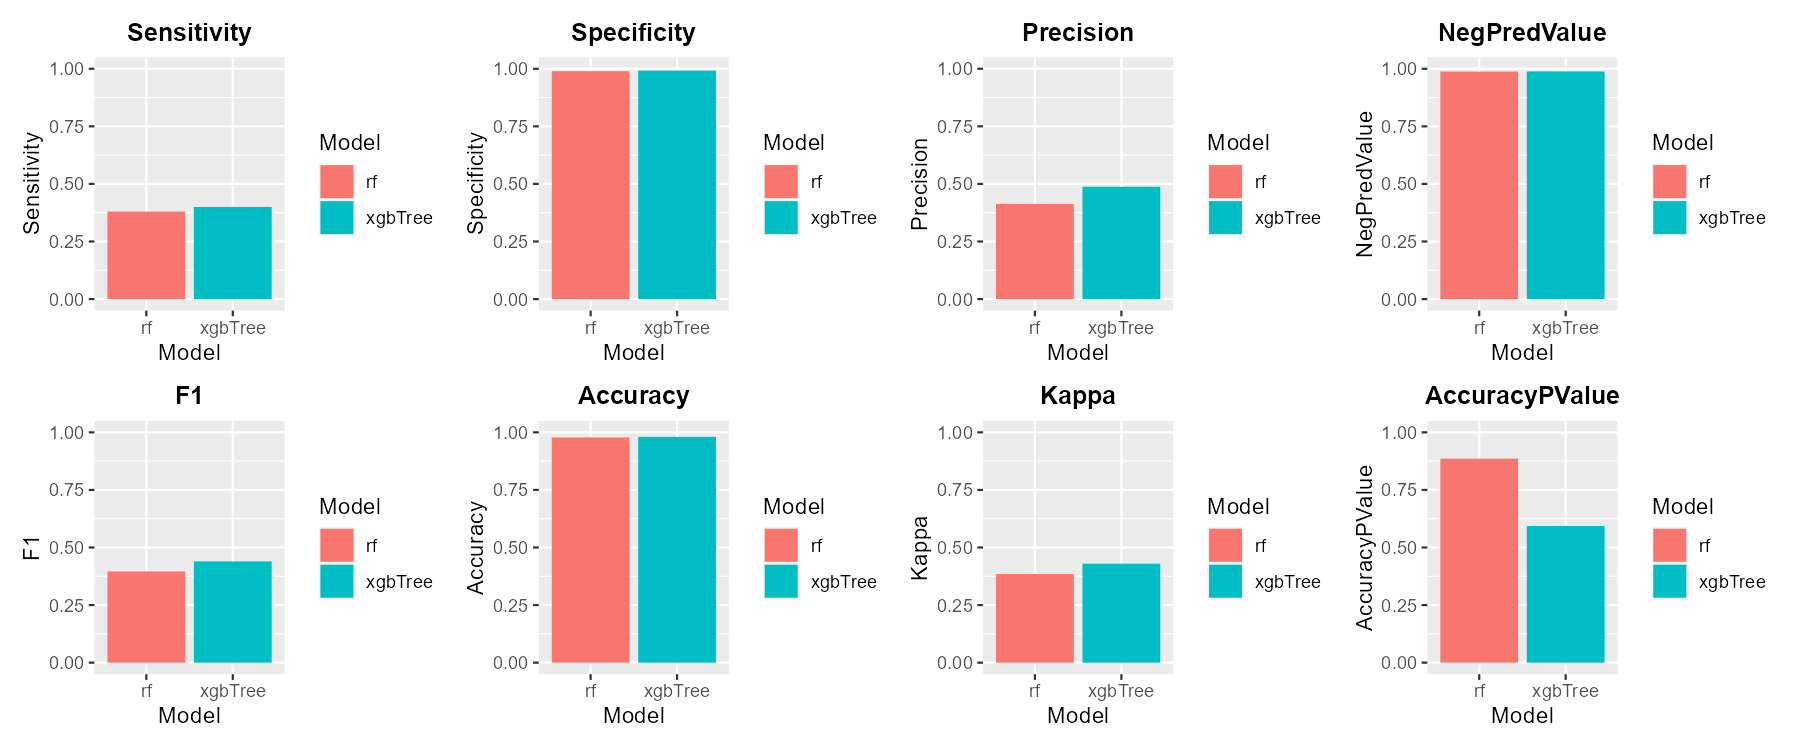 Sensitivity
Sensitivity
1.00
0.75
0.50
0.25
0.00
rf
xgbTree
Model
Model
rf
xgbTree
Specificity
Specificity
1.00
0.75
0.50
0.25
0.00
rf
xgbTree
Model
Model
rf
xgbTree
Precision
Precision
1.00
0.75
0.50
0.25
0.00
rf
xgbTree
Model
Model
rf
xgbTree
NegPredValue
NegPredValue
1.00
0.75
0.50
0.25
0.00
rf
xgbTree
Model
Model
rf
xgbTree
F1
F1
1.00
0.75
0.50
0.25
0.00
rf
xgbTree
Model
Model
rf
xgbTree
Accuracy
Accuracy
1.00
0.75
0.50
0.25
0.00
rf
xgbTree
Model
Model
rf
xgbTree
Kappa
Kappa
1.00
0.75
0.50
0.25
0.00
rf
xgbTree
Model
Model
rf
xgbTree
AccuracyPValue
AccuracyPValue
1.00
0.75
0.50
0.25
0.00
rf
xgbTree
Model
Model
rf
xgbTree